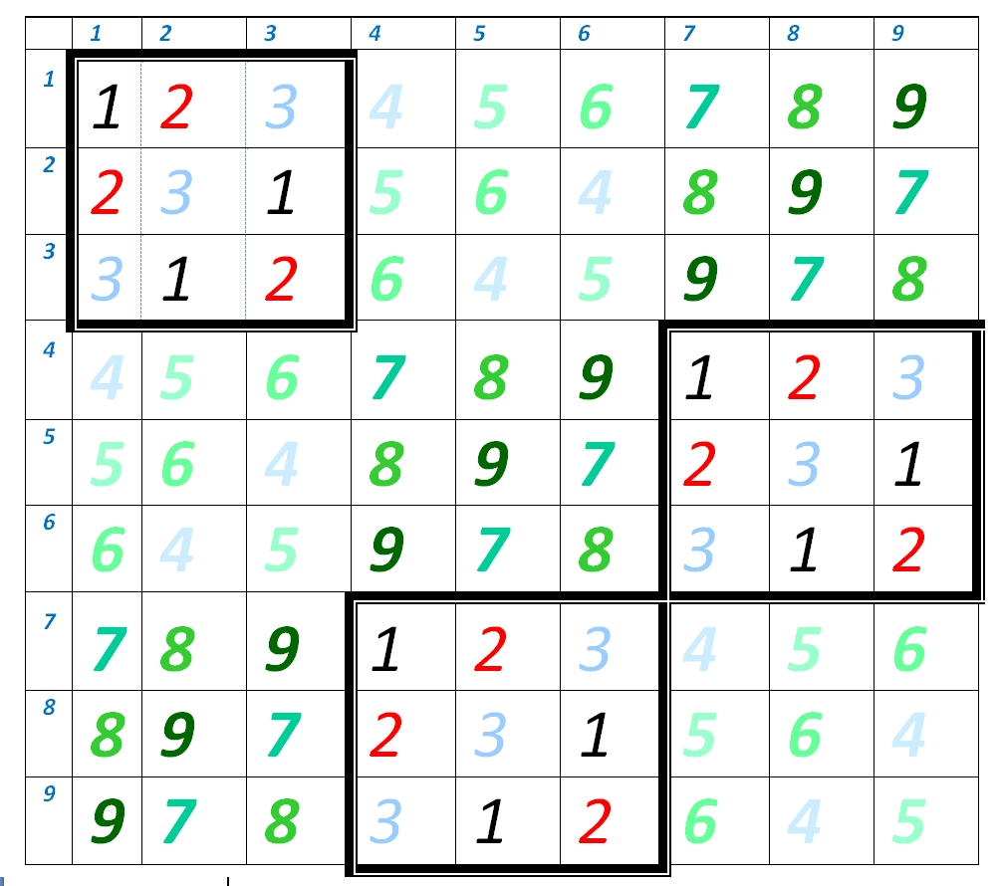 1 2 3 4 5 6 7 8 9
1 1 2 3 4 5 6 7 8 9
2 2 3 1 5 6 4 8 9 7
3 3 1 2 6 4 5 9 7 8
4 4 5 6 7 8 9 1 2 3
5 5 6 4 8 9 7 2 3 1
6 6 4 5 9 7 8 3 1 2
7 7 8 9 1 2 3 4 5 6
8 8 9 7 2 3 1 5 6 4
9 9 7 8 3 1 2 6 4 5